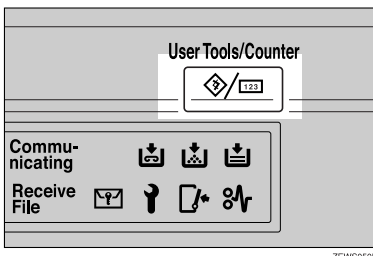 User Tools/Counter
123
Commu-
nicating
Receive
File